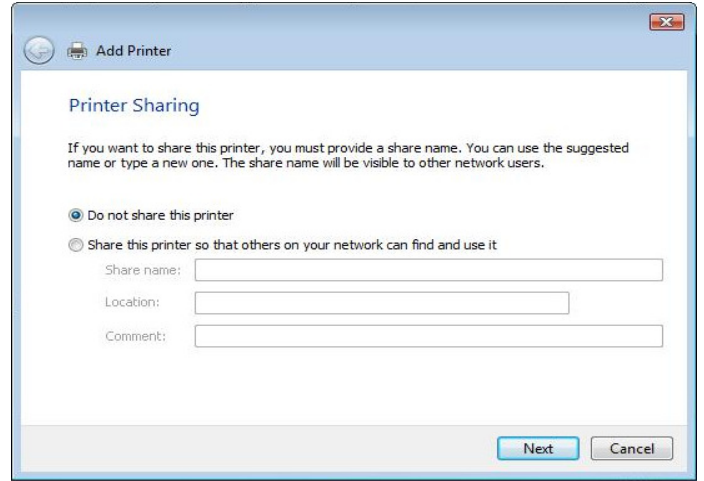 Add Printer
Printer Sharing
If you want to share this printer, you must provide a share name. You can use the suggested
name or type a new one. The share name will be visible to other network users.
Do not share this printer
Share this printer so that others on your network can find and use it
Share name:
Location:
Comment:
Next Cancel